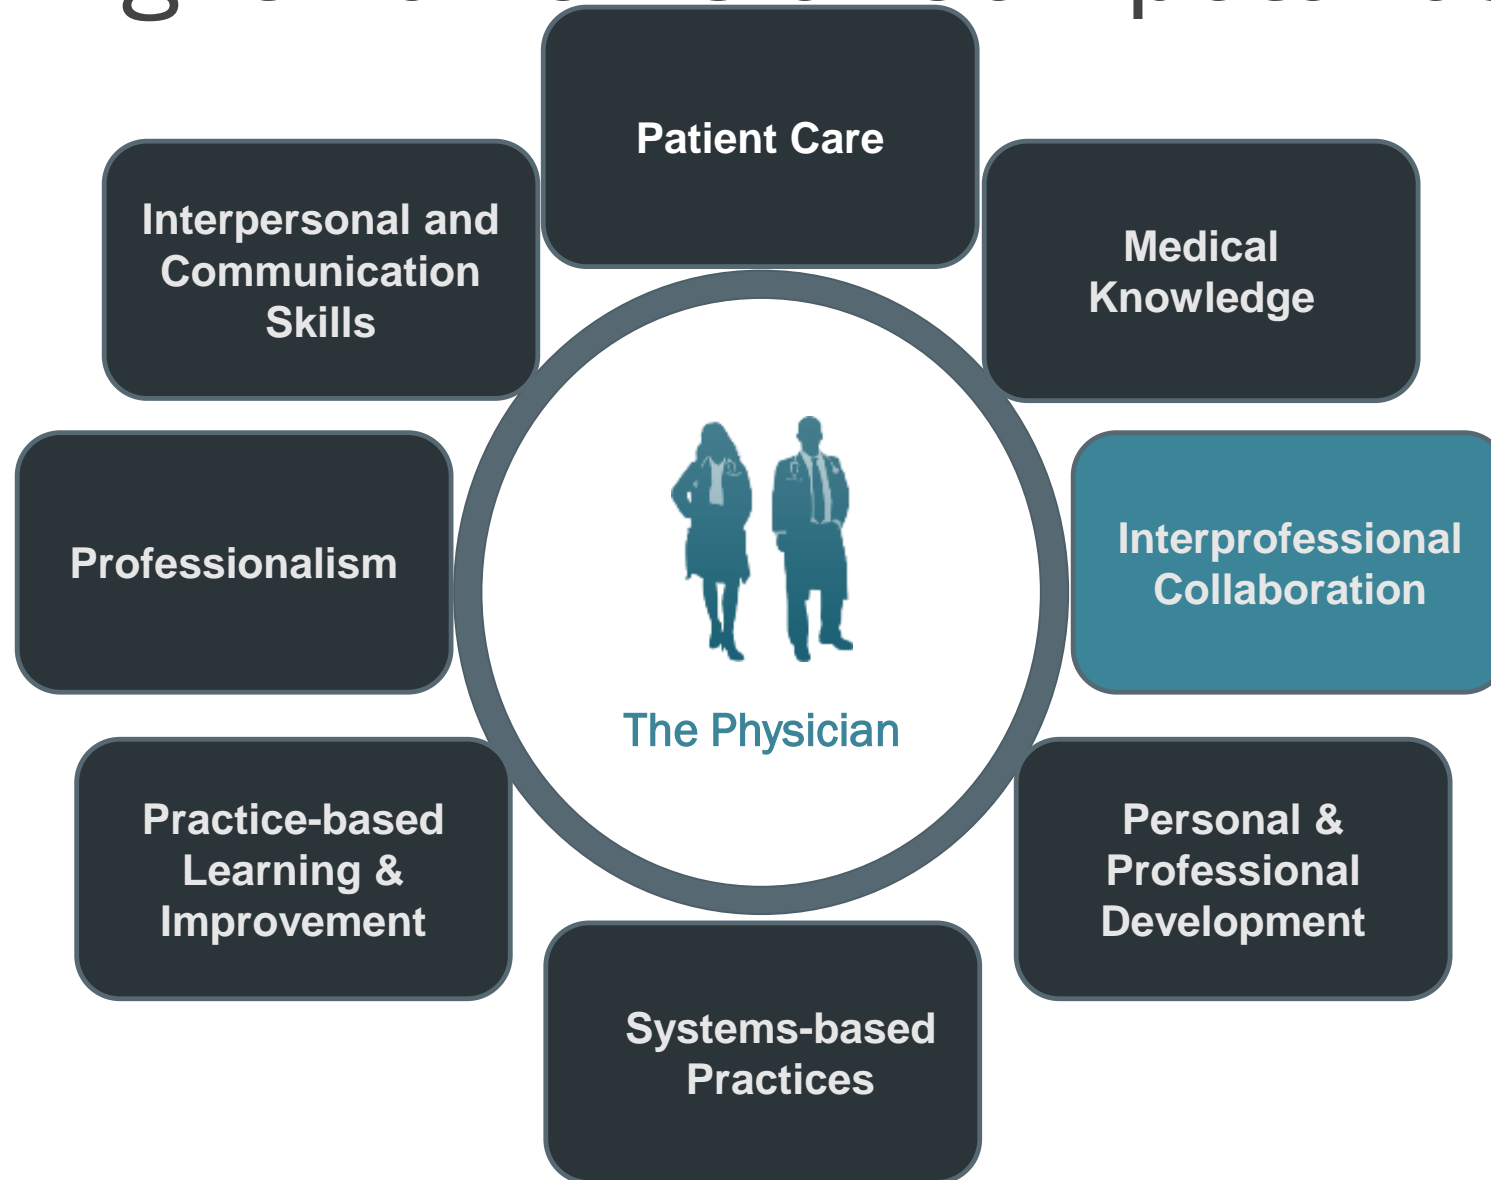 Patient Care
Interpersonal and
Communication
Skills
Medical
Knowledge
Professionalism
Interprofessional
Collaboration
The Physician
Practice-based
Learning &
Improvement
Personal &
Professional
Development
Systems-based
Practices